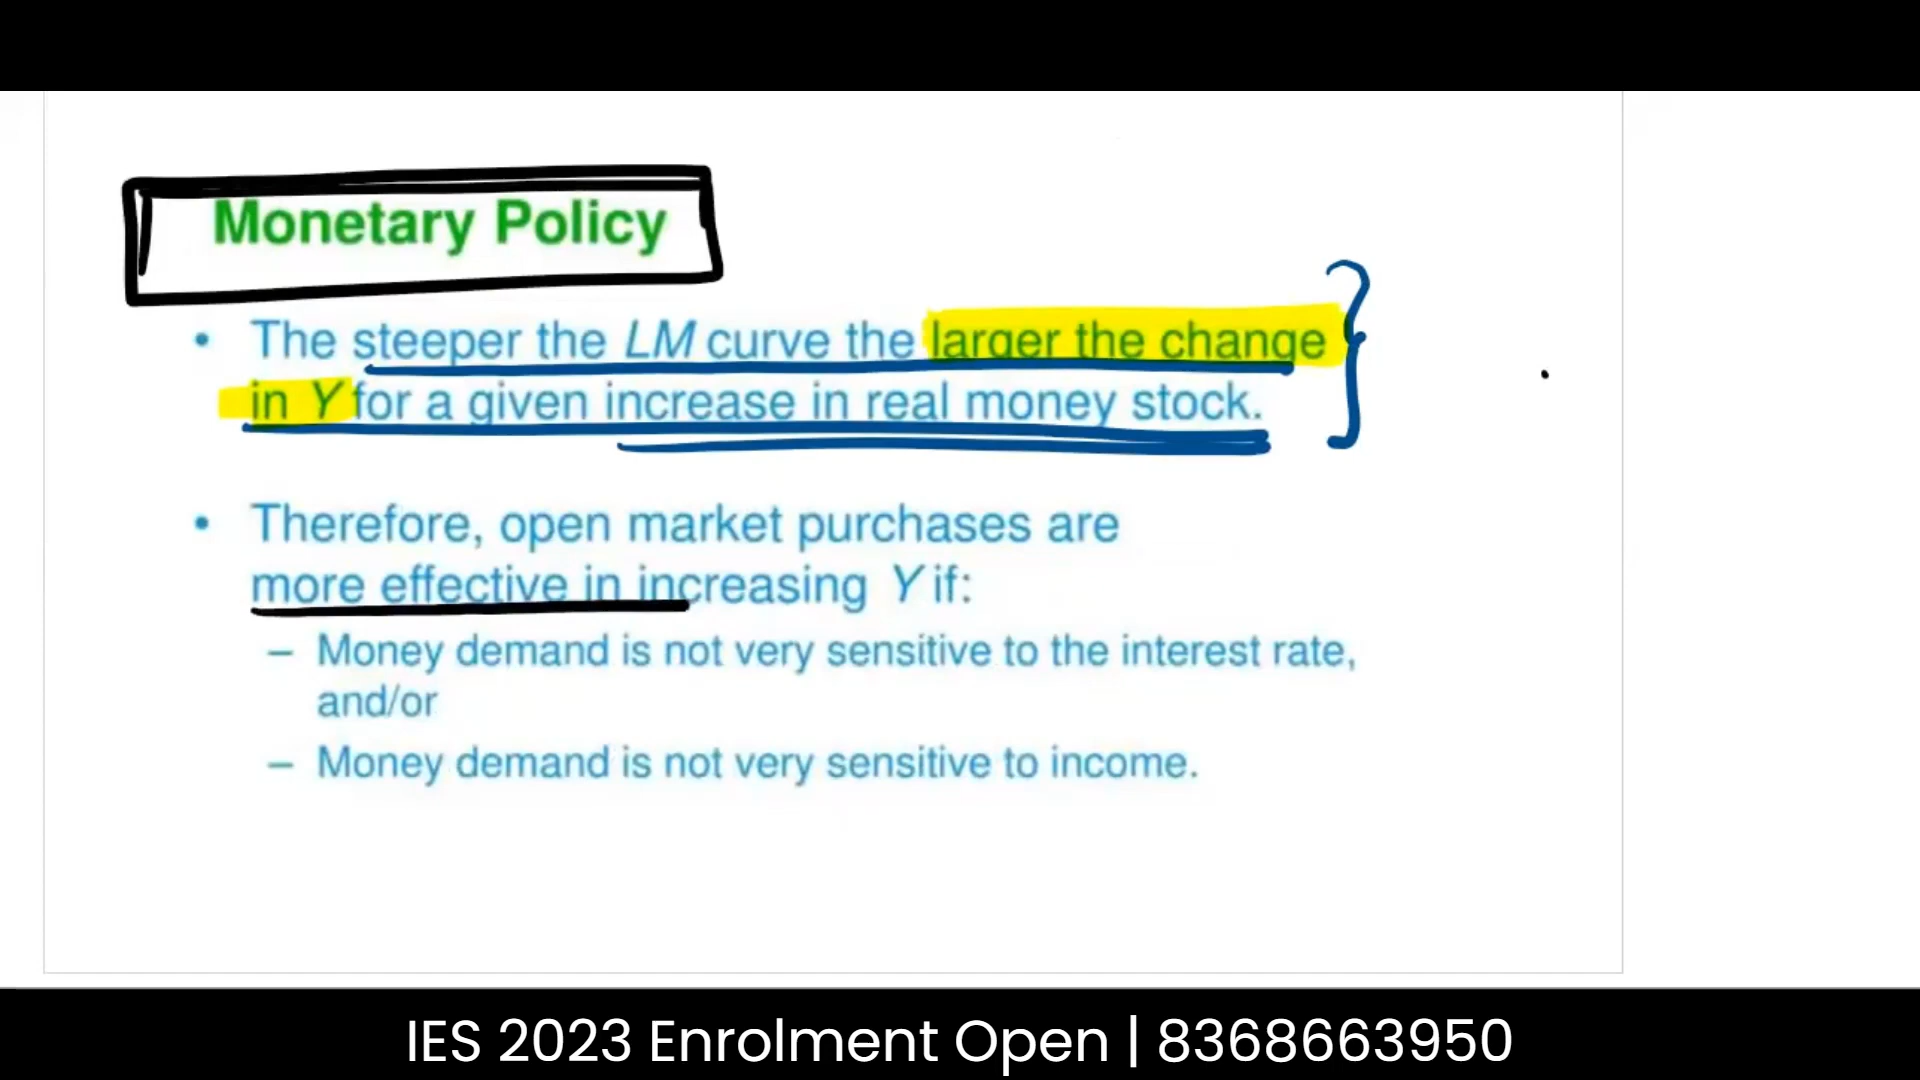 Monetary Policy
• The steeper the LM curve the larger the change
in Y for a given increase in real money stock.
• Therefore, open market purchases are
more effective in increasing Y if:
– Money demand is not very sensitive to the interest rate,
and/or
– Money demand is not very sensitive to income.
IES 2023 Enrolment Open | 8368663950